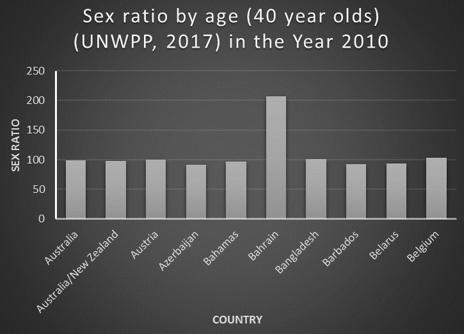 Sex ratio by age (40 year olds)
(UNWPP, 2017) in the Year 2010
250
200
150
100
50
0
SEX RATIO
Australia
Australia/New Zealand
Austria
Azerbaijan
Bahamas
Bahrain
Bangladesh
Barbados
Belarus
Belgium
COUNTRY